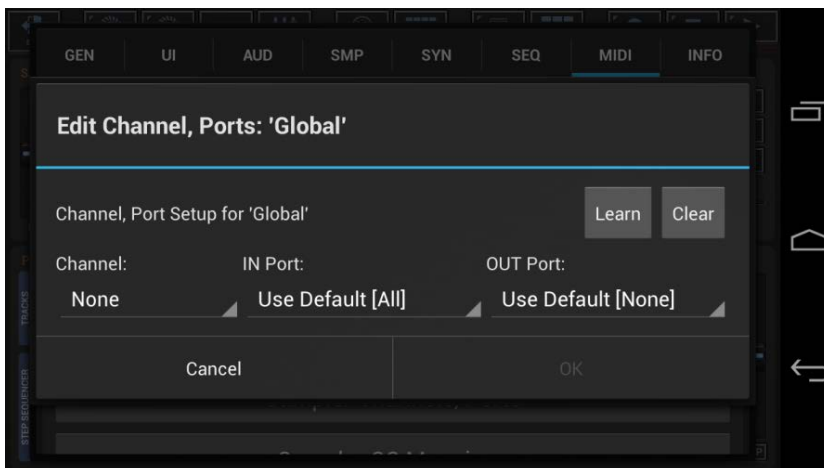 GEN UI AUD SMP SYN SEQ MIDI INFO
Edit Channel, Ports: 'Global'
Channel, Port Setup for 'Global'
Learn Clear
Channel: IN Port: OUT Port:
None Use Default [All] Use Default [None]
Cancel OK
TRACKS
STEP SEQUENCER